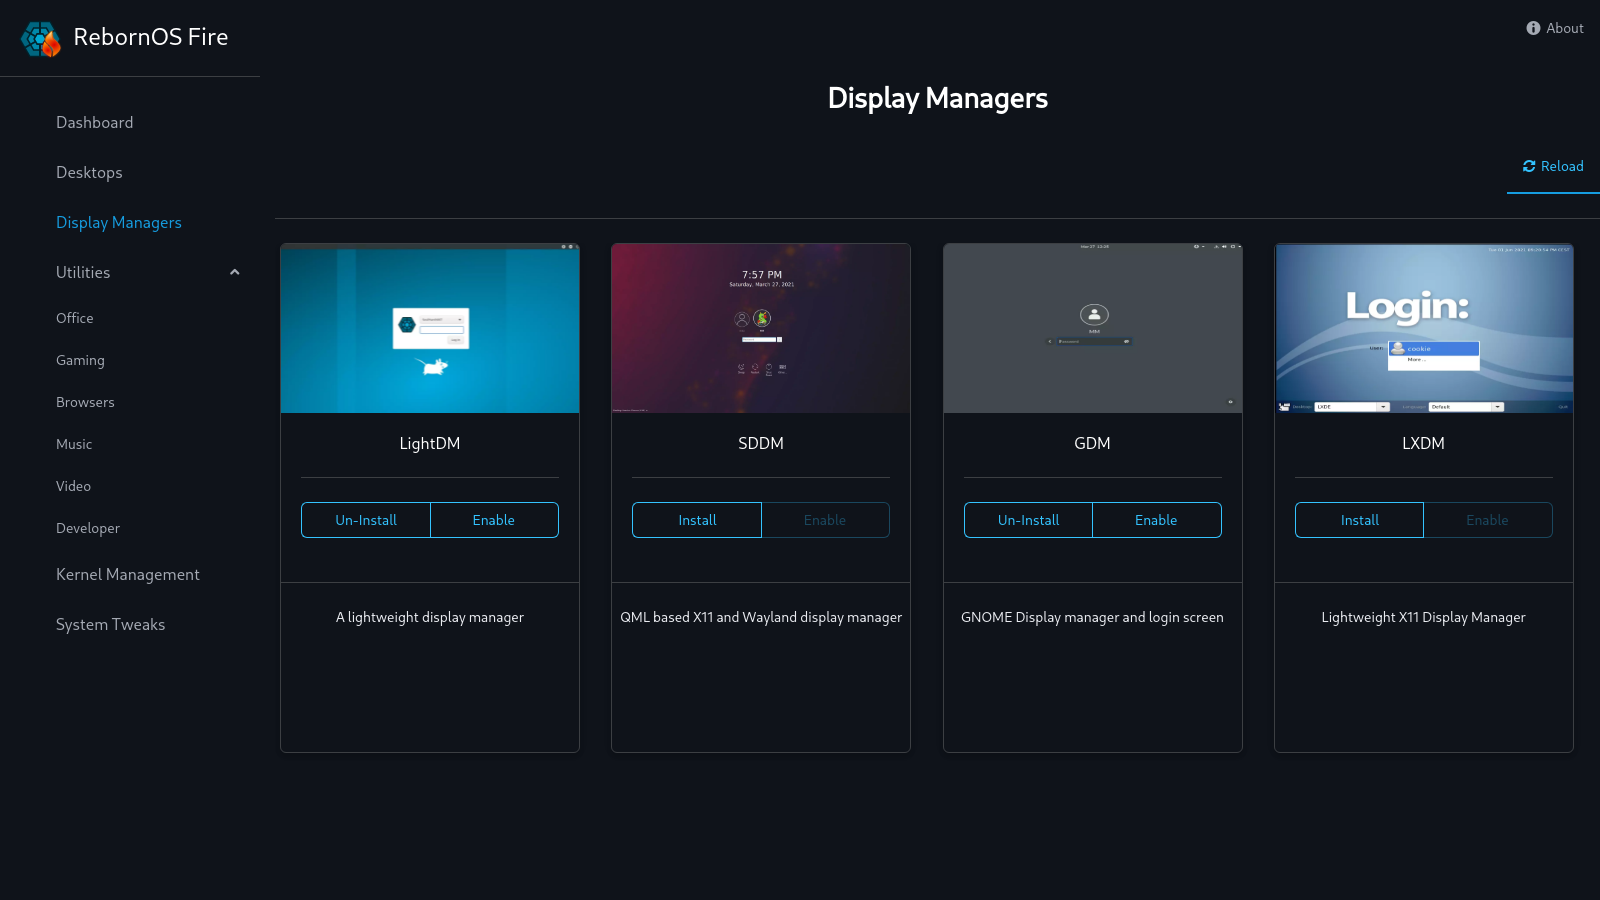 RebornOS Fire
About
Dashboard
Desktops
Display Managers
Utilities
Office
Gaming
Browsers
Music
Video
Developer
Kernel Management
System Tweaks
Display Managers
Reload
7:57 PM
Saturday, March 27, 2021
Login:
cookie
More ...
LXDE
Default
LightDM
SDDM
GDM
LXDM
Un-Install
Enable
Install
Enable
Un-Install
Enable
Install
Enable
A lightweight display manager
QML based X11 and Wayland display manager
GNOME Display manager and login screen
Lightweight X11 Display Manager